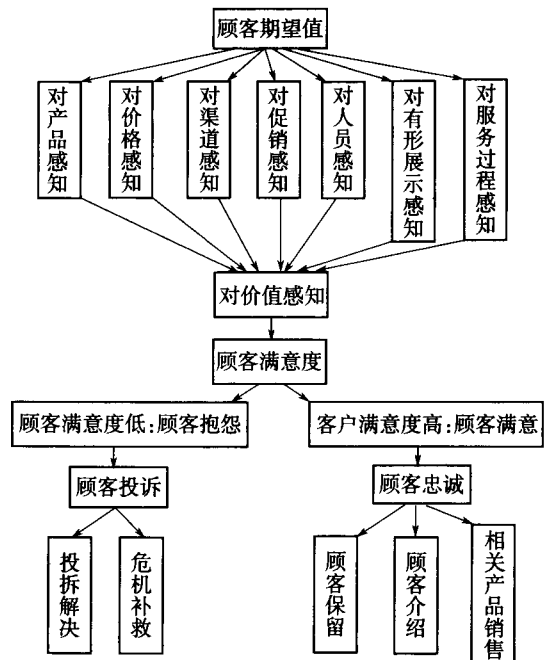 顾客期望值
对产品感知
对价格感知
对渠道感知
对促销感知
对人员感知
对有形展示感知
对服务过程感知
对价值感知
顾客满意度
顾客满意度低:顾客抱怨
客户满意度高:顾客满意
顾客投诉
顾客忠诚
投拆解决
危机补救
顾客保留
顾客介绍
相关产品销售